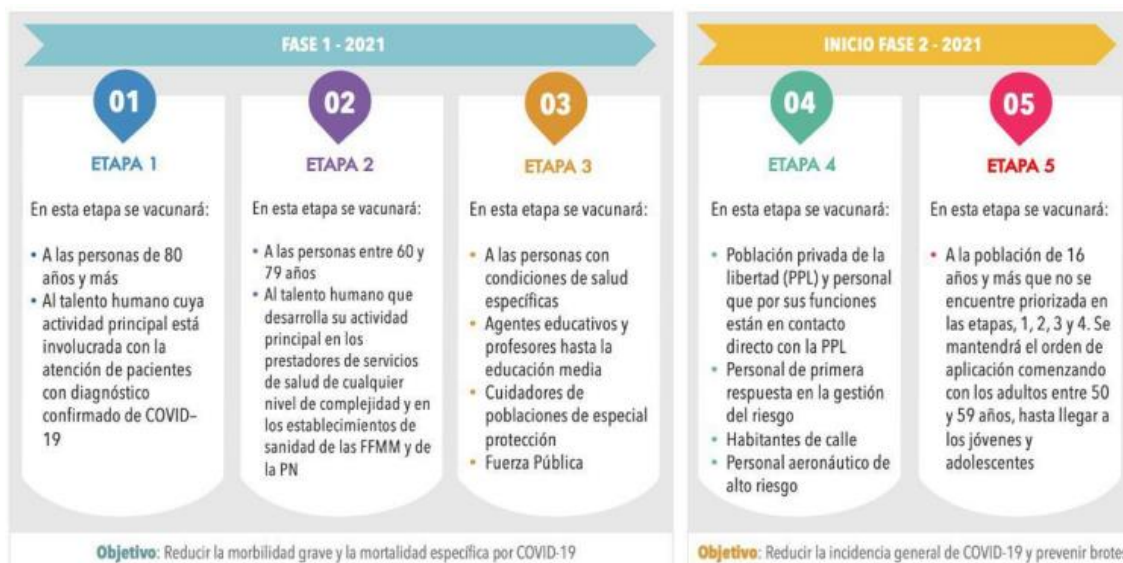 FASE 1 - 2021
01
ETAPA 1
En esta etapa se vacunará:
• A las personas de 80
años y más
• Al talento humano cuya
actividad principal está
involucrada con la
atención de pacientes
con diagnóstico
confirmado de COVID–
19
02
ETAPA 2
En esta etapa se vacunará:
• A las personas entre 60 y
79 años
• Al talento humano que
desarrolla su actividad
principal en los
prestadores de servicios
de salud de cualquier
nivel de complejidad y en
los establecimientos de
sanidad de las FFMM y de
la PN
03
ETAPA 3
En esta etapa se vacunará:
• A las personas con
condiciones de salud
específicas
• Agentes educativos y
profesores hasta la
educación media
• Cuidadores de
poblaciones de especial
protección
• Fuerza Pública
Objetivo: Reducir la morbilidad grave y la mortalidad específica por COVID-19
INICIO FASE 2 - 2021
04
ETAPA 4
En esta etapa se vacunará:
• Población privada de la
libertad (PPL) y personal
que por sus funciones
están en contacto
directo con la PPL
• Personal de primera
respuesta en la gestión
del riesgo
• Habitantes de calle
• Personal aeronáutico de
alto riesgo
05
ETAPA 5
En esta etapa se vacunará:
• A la población de 16
años y más que no se
encuentre priorizada en
las etapas, 1, 2, 3 y 4. Se
mantendrá el orden de
aplicación comenzando
con los adultos entre 50
y 59 años, hasta llegar a
los jóvenes y
adolescentes
Objetivo: Reducir la incidencia general de COVID-19 y prevenir brotes